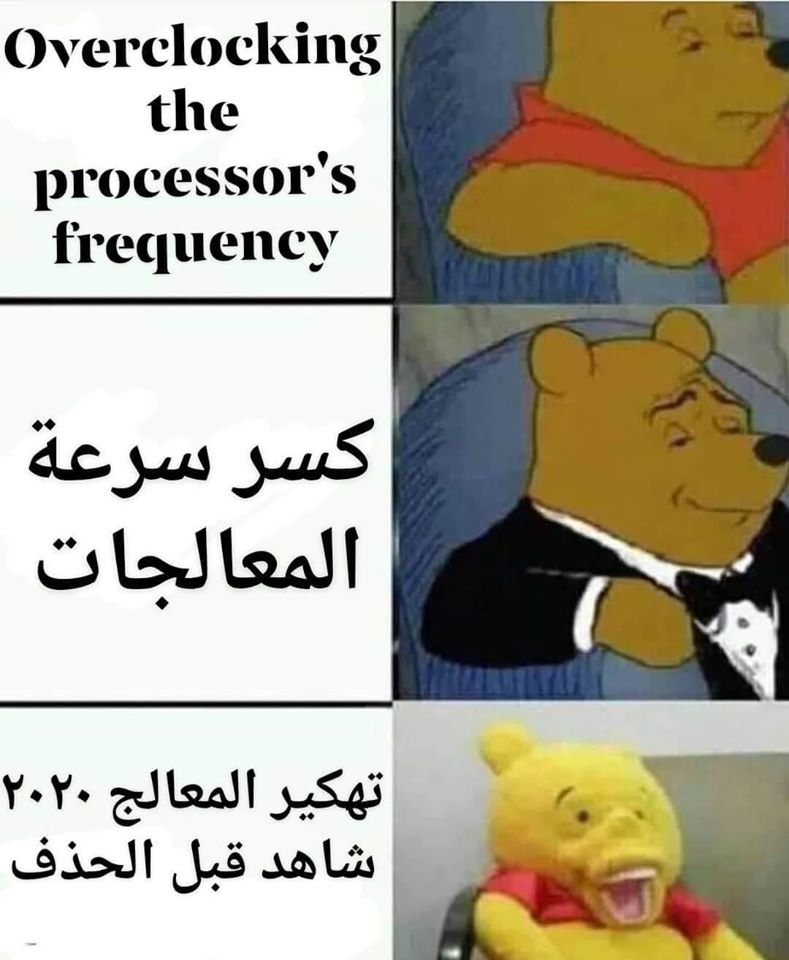 Overclocking
the
processor's
frequency
كسر سرعة
المعالجات
تهكير المعالج ٢٠٢٠
شاهد قبل الحذف